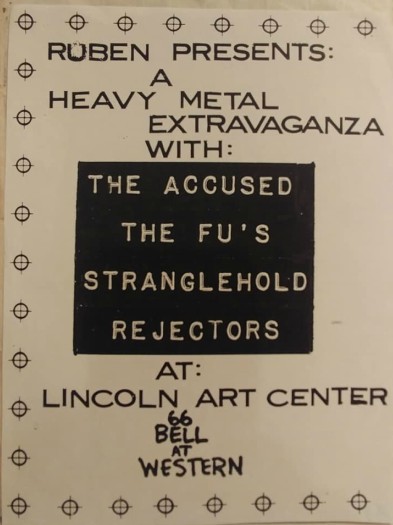 RÜBEN PRESENTS:
A
HEAVY METAL
EXTRAVAGANZA
WITH:
THE ACCUSED
THE FU'S
STRANGLEHOLD
REJECTORS
AT:
LINCOLN ART CENTER
66
BELL
AT
WESTERN